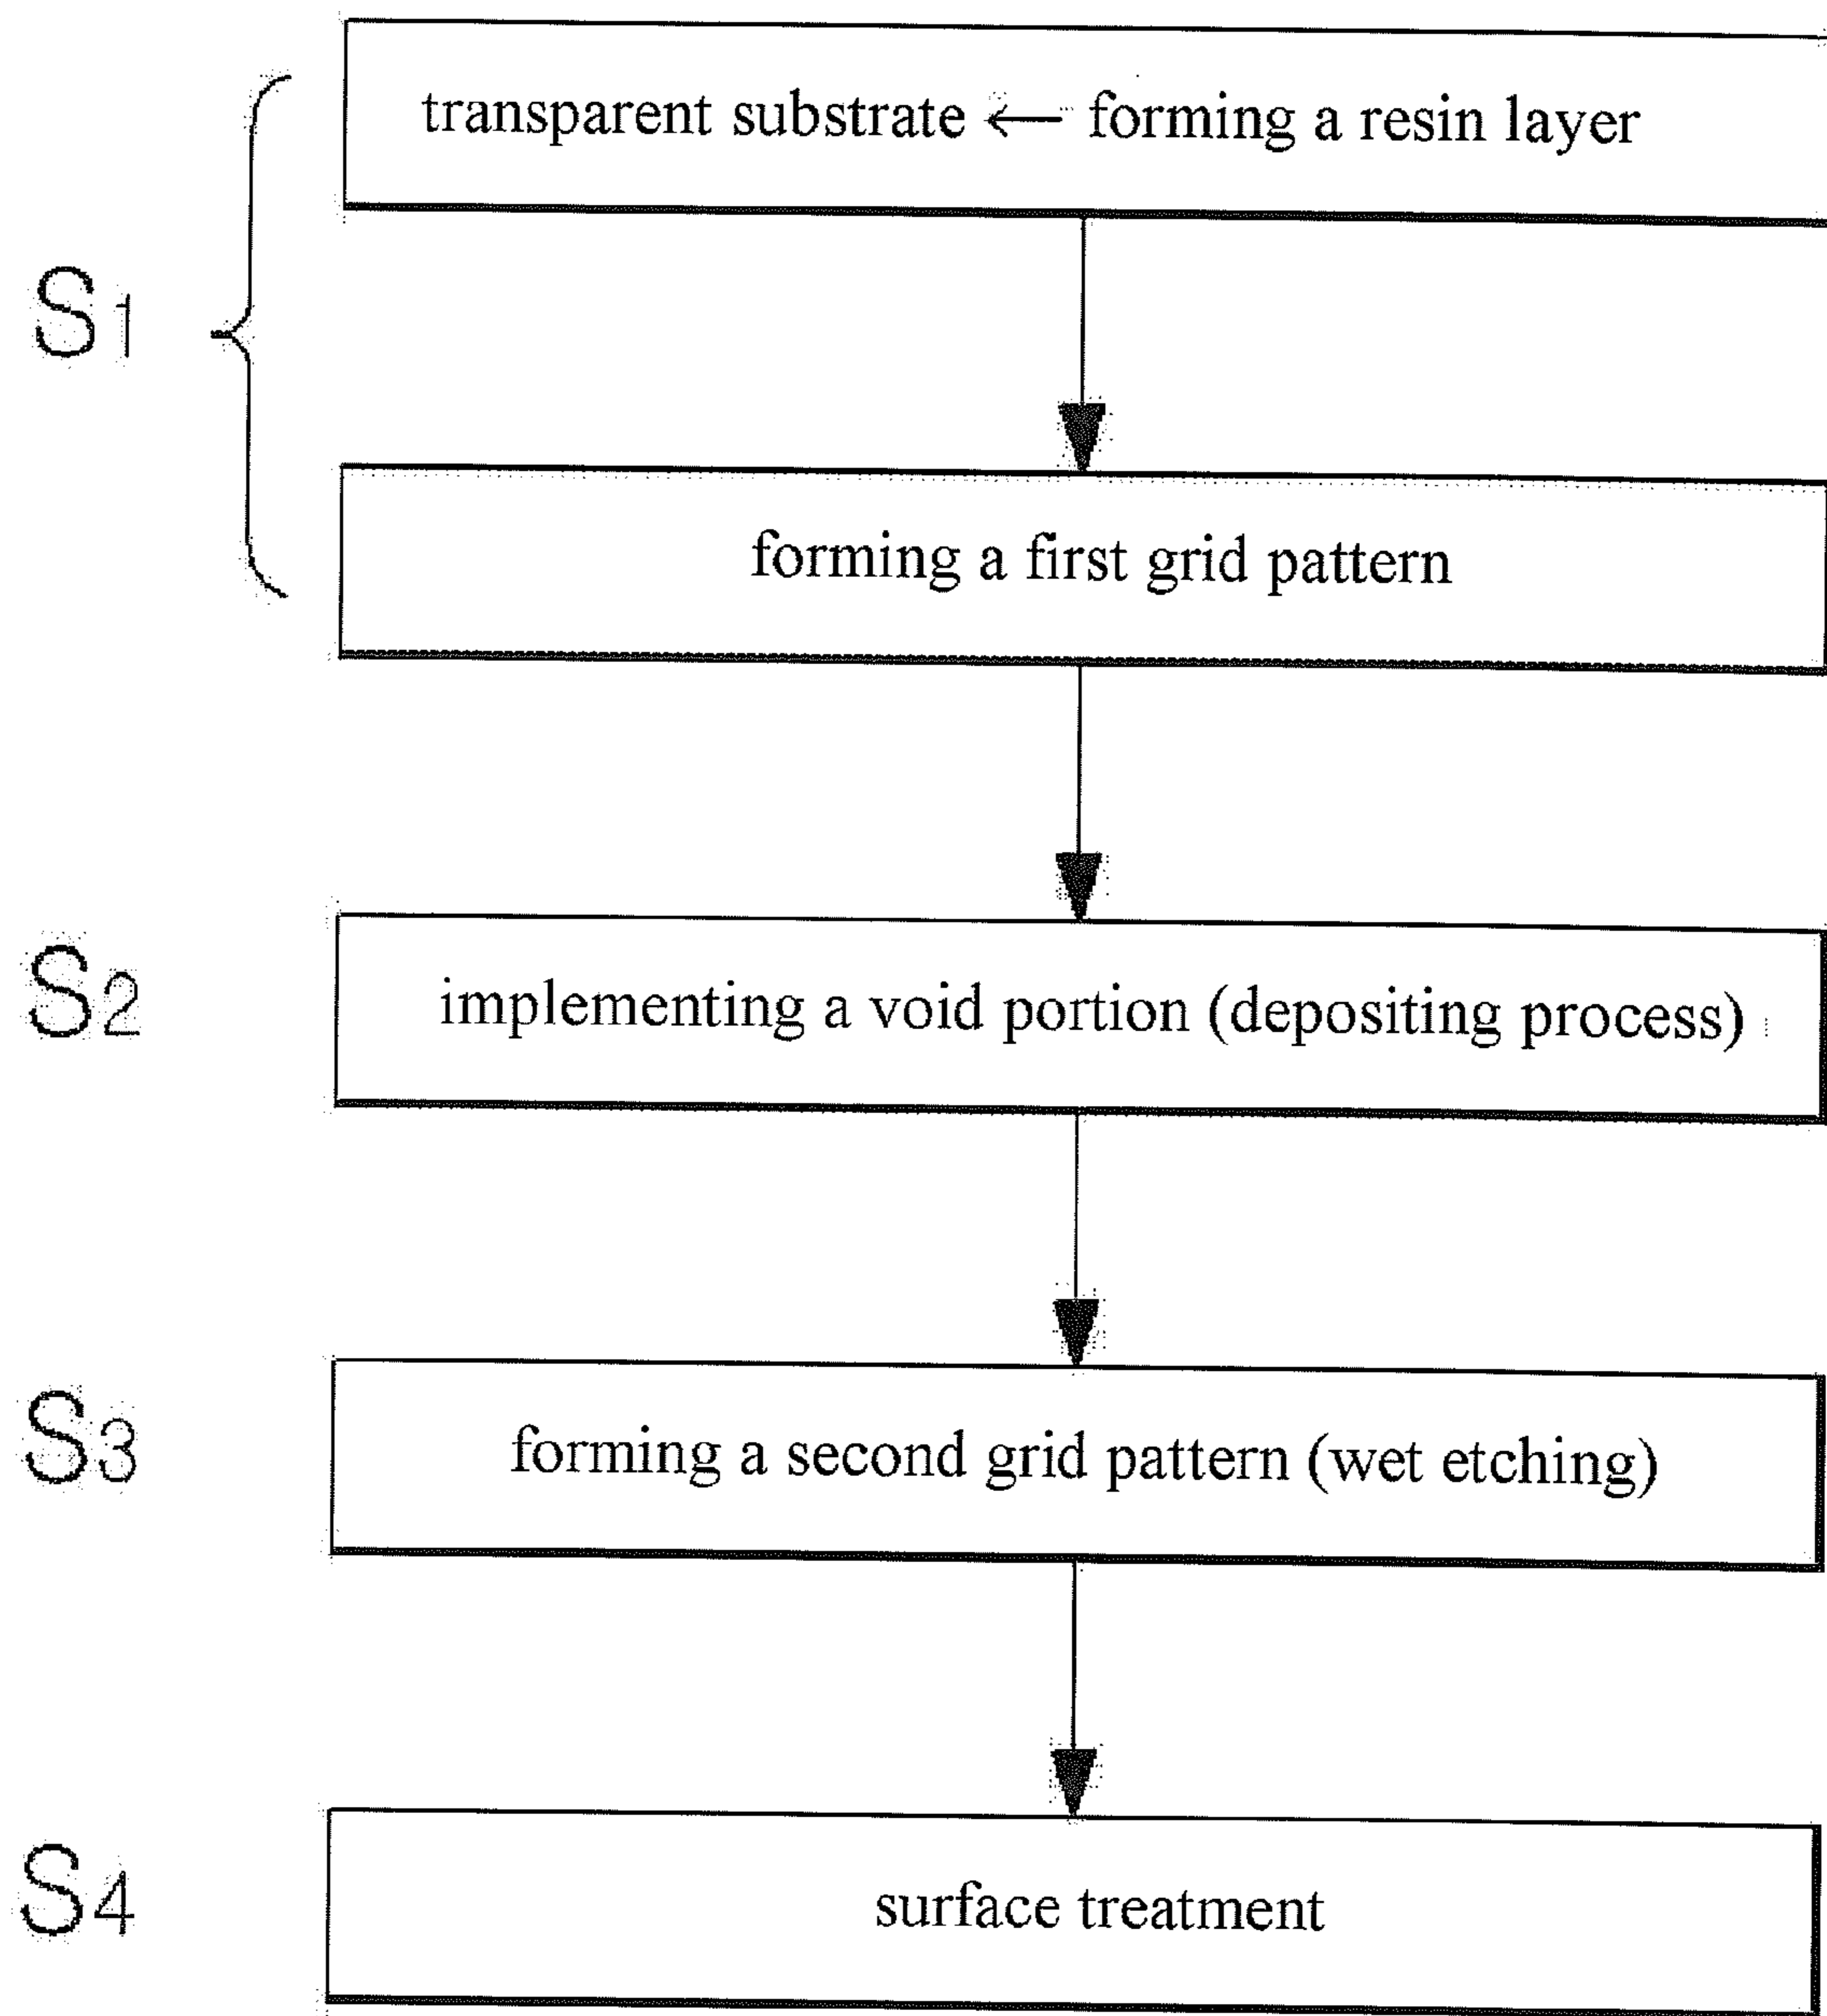 transparent substrate ← forming a resin layer
S1
forming a first grid pattern
S2
implementing a void portion (depositing process)
S3
forming a second grid pattern (wet etching)
S4
surface treatment